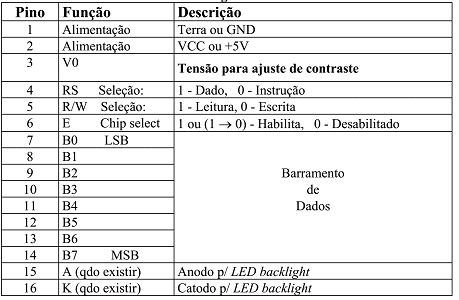 Pino Função Descrição
1 Alimentação Terra ou GND
2 Alimentação VCC ou +5V
3 V0 Tensão para ajuste de contraste
4 RS Seleção: 1 - Dado, 0 - Instrução
5 R/W Seleção: 1 - Leitura, 0 - Escrita
6 E Chip select 1 ou (1 → 0) - Habilita, 0 - Desabilitado
7 B0 LSB
8 B1
9 B2 Barramento
10 B3 de
11 B4 Dados
12 B5
13 B6
14 B7 MSB
15 A (qdo existir) Anodo p/ LED backlight
16 K (qdo existir) Catodo p/ LED backlight